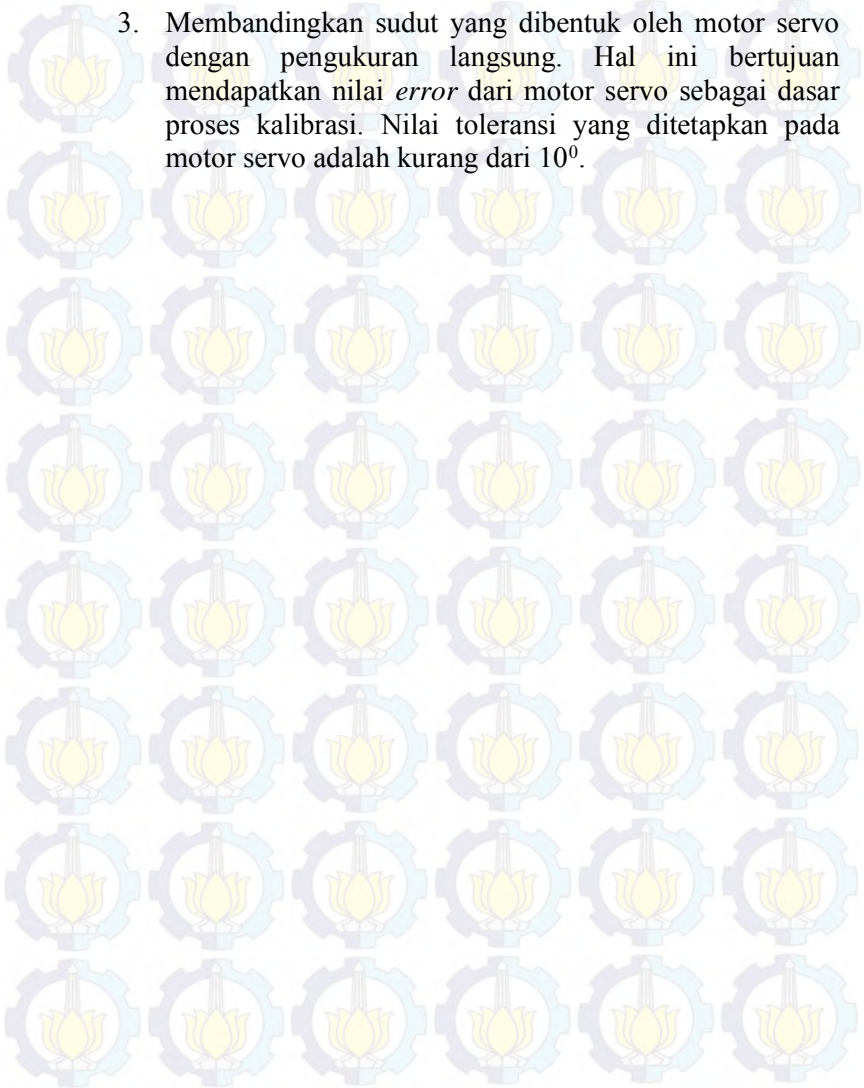 3. Membandingkan sudut yang dibentuk oleh motor servo
dengan pengukuran langsung. Hal ini bertujuan
mendapatkan nilai error dari motor servo sebagai dasar
proses kalibrasi. Nilai toleransi yang ditetapkan pada
motor servo adalah kurang dari 10⁰.